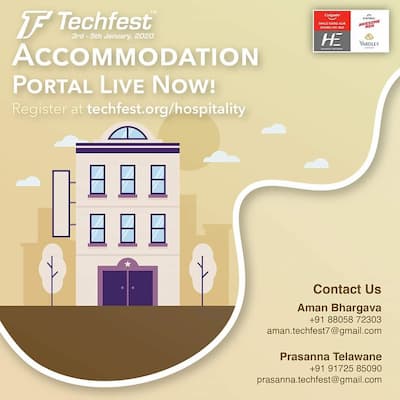 Techfest
3rd - 5th January, 2020
ACCOMMODATION
PORTAL LIVE NOW!
Register at techfest.org/hospitality
HE
YARDLEY
Contact Us
Aman Bhargava
+91 88058 72303
aman.techfest7@gmail.com
Prasanna Telawane
+91 91725 85090
prasanna.techfest@gmail.com